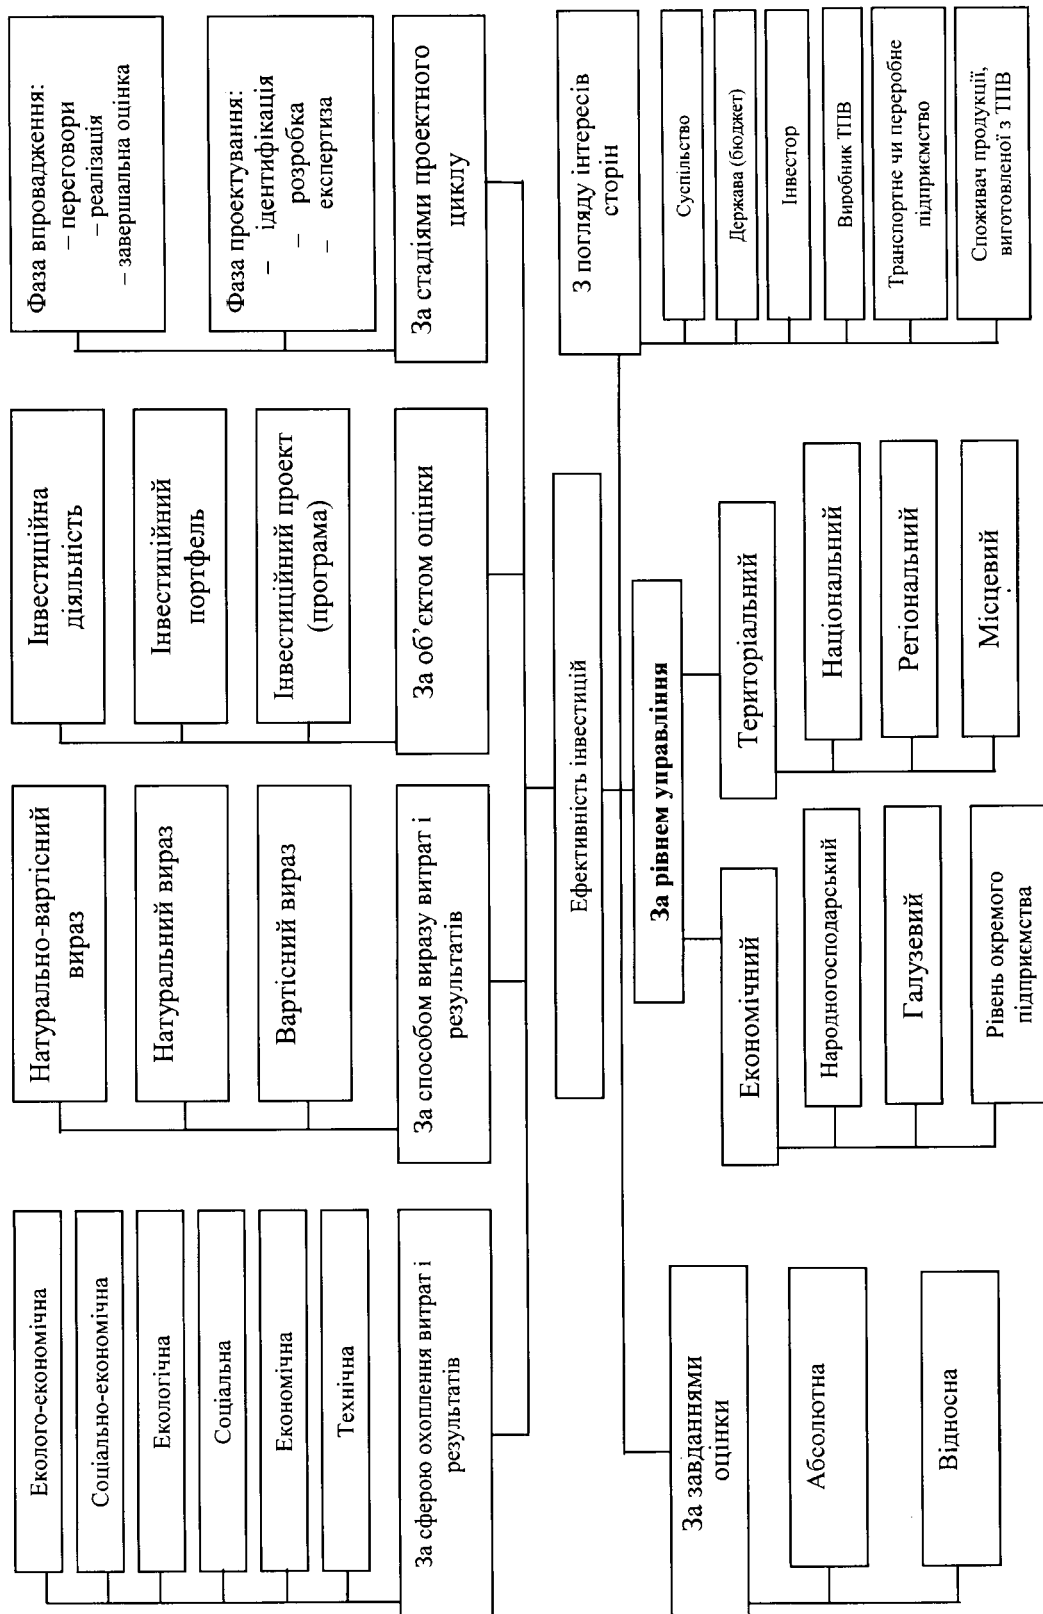 Еколого-економічна
Соціально-економічна
Екологічна
Соціальна
Економічна
Технічна
За сферою охоплення витрат і
результатів
Натурально-вартісний
вираз
Натуральний вираз
Вартісний вираз
За способом виразу витрат і
результатів
Інвестиційна
діяльність
Інвестиційний
портфель
Інвестиційний проект
(програма)
За об’єктом оцінки
Фаза впровадження:
– переговори
– реалізація
– завершальна оцінка
Фаза проектування:
– ідентифікація
– розробка
– експертиза
За стадіями проектного
циклу
Ефективність інвестицій
За завданнями
оцінки
Абсолютна
Відносна
За рівнем управління
Економічний
Народногосподарський
Галузевий
Рівень окремого
підприємства
Територіальний
Національний
Регіональний
Місцевий
З погляду інтересів
сторін
Суспільство
Держава (бюджет)
Інвестор
Виробник ТПВ
Транспортне чи переробне
підприємство
Споживач продукції,
виготовленої з ТПВ